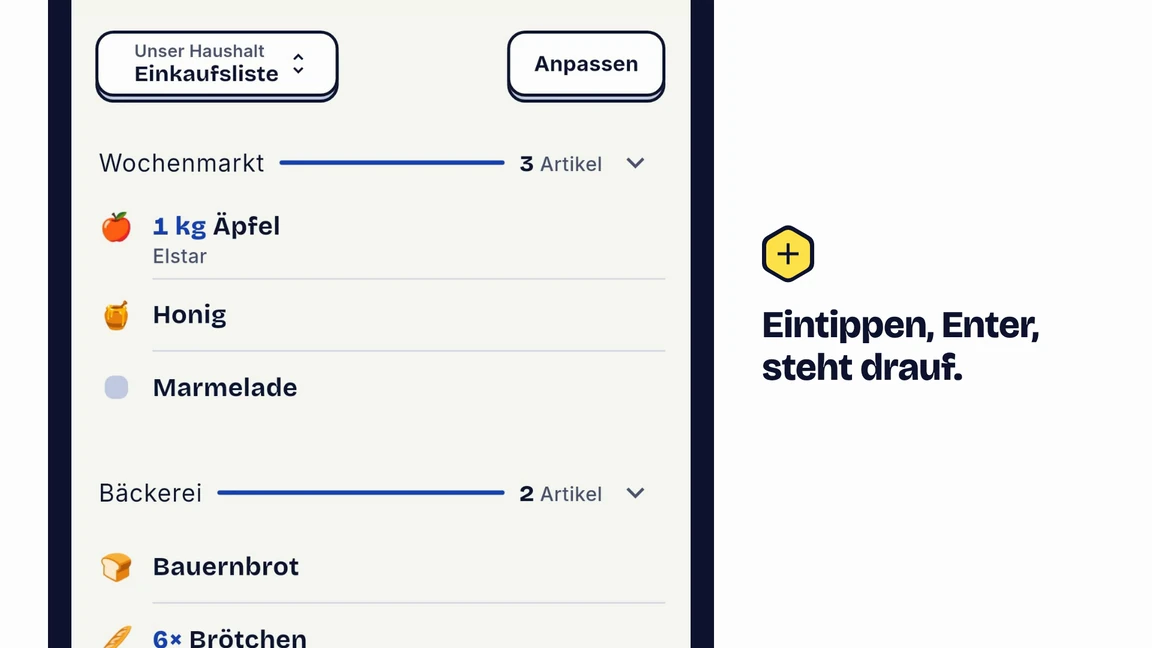 Unser Haushalt
Einkaufsliste
Anpassen
Wochenmarkt 3 Artikel
1 kg Äpfel
Elstar
Honig
Marmelade
Bäckerei 2 Artikel
Bauernbrot
6× Brötchen
Eintippen, Enter,
steht drauf.